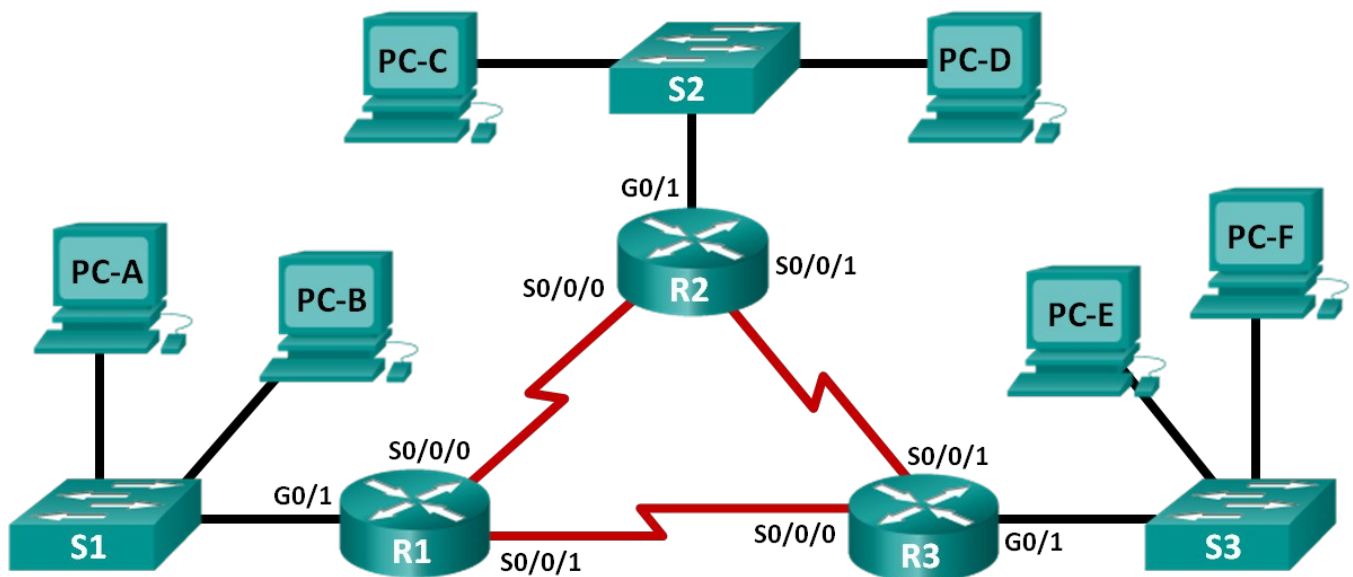 PC-C
S2
PC-D
G0/1
PC-A
PC-B
S0/0/0
R2
S0/0/1
PC-E
PC-F
S0/0/0
S0/0/1
S1
G0/1
R1
S0/0/1
S0/0/0
R3
G0/1
S3